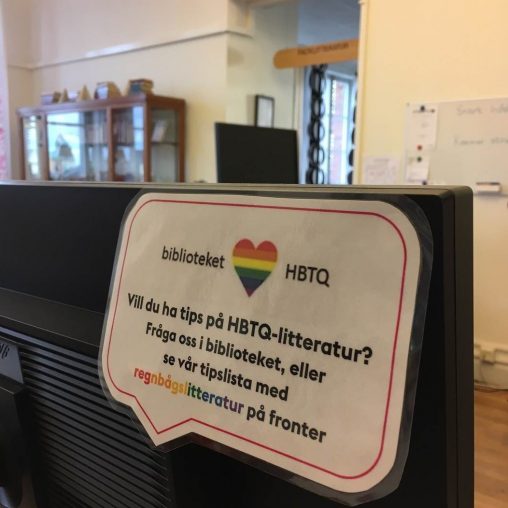 FACKLITTERATUR
biblioteket HBTQ
Vill du ha tips på HBTQ-litteratur?
Fråga oss i biblioteket, eller
se vår tipslista med
regnbågslitteratur på fronter